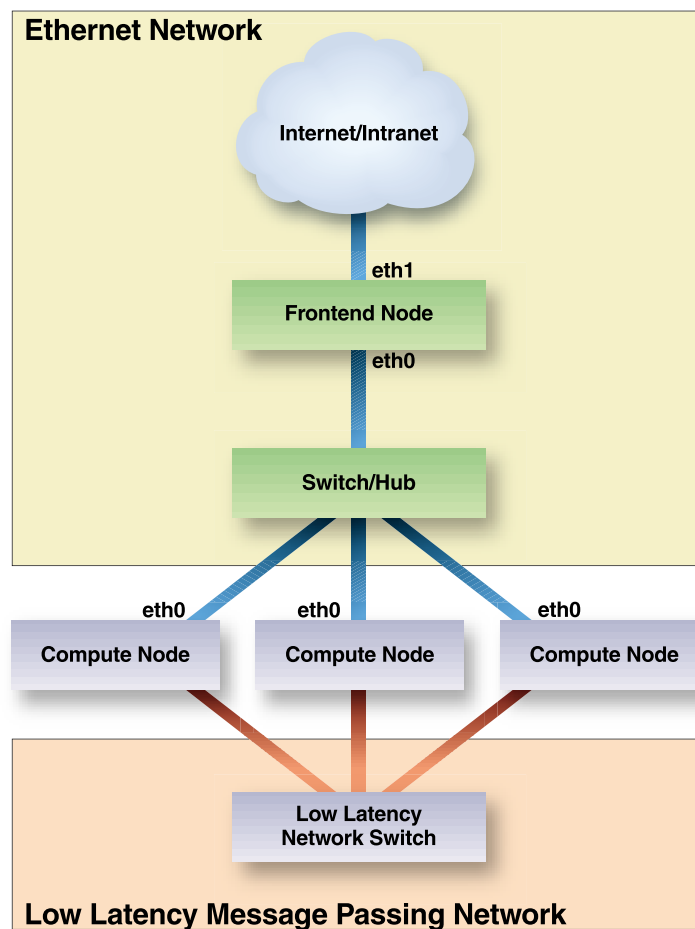 Ethernet Network
Internet/Intranet
eth1
Frontend Node
eth0
Switch/Hub
eth0
eth0
eth0
Compute Node
Compute Node
Compute Node
Low Latency
Network Switch
Low Latency Message Passing Network